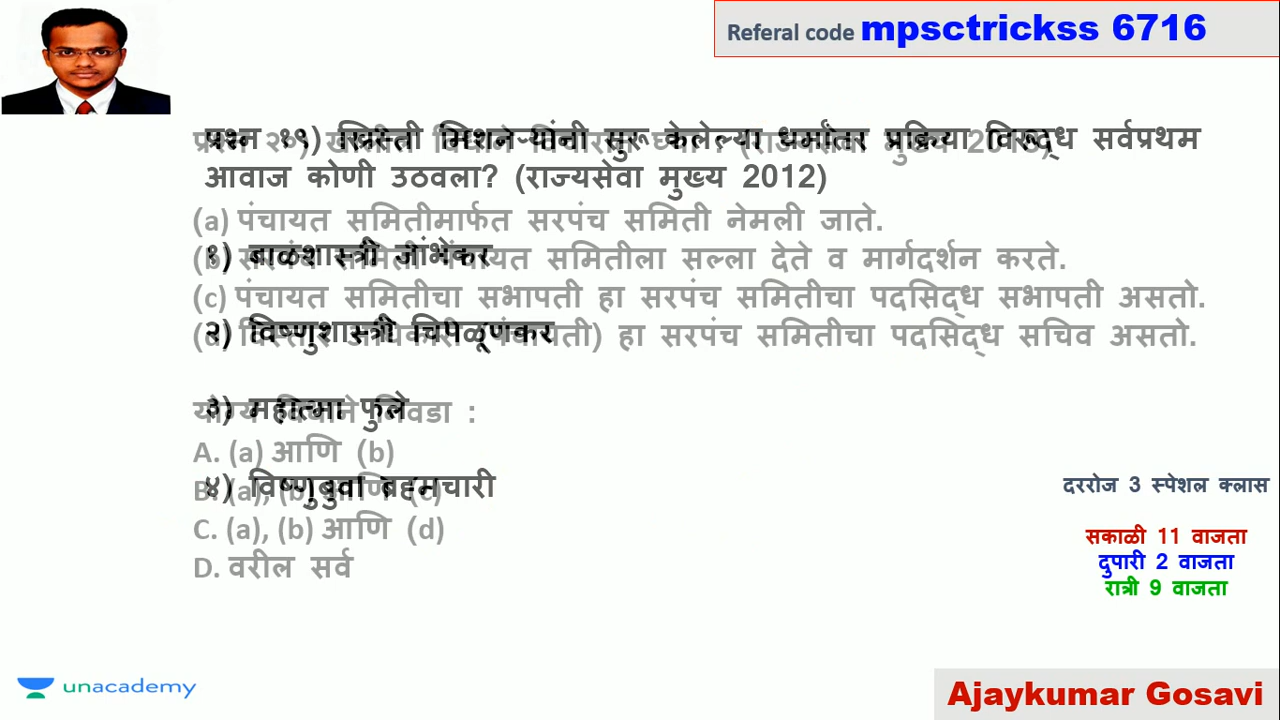 Referal code mpsctrickss 6716
प्रश्न १९) ख्रिस्ती मिशनऱ्यांनी सुरू केलेल्या धर्मांतर प्रक्रिया विरूद्ध सर्वप्रथम
आवाज कोणी उठवला? (राज्यसेवा मुख्य 2012)
(a) पंचायत समितीमार्फत सरपंच समिती नेमली जाते.
१) बाळशास्त्री जांभेकर
समितीला सल्ला देते व मार्गदर्शन करते.
(c) पंचायत समितीचा सभापती हा सरपंच समितीचा पदसिद्ध सभापती असतो.
२) विष्णुशास्त्री चिपळूणकर
हा सरपंच समितीचा पदसिद्ध सचिव असतो.
३) महात्मा फुले
:
A. (a) आणि (b)
४) विष्णुबुवा ब्रह्मचारी
C. (a), (b) आणि (d)
D. वरील सर्व
दररोज 3 स्पेशल क्लास
सकाळी 11 वाजता
दुपारी 2 वाजता
रात्री 9 वाजता
unacademy
Ajaykumar Gosavi